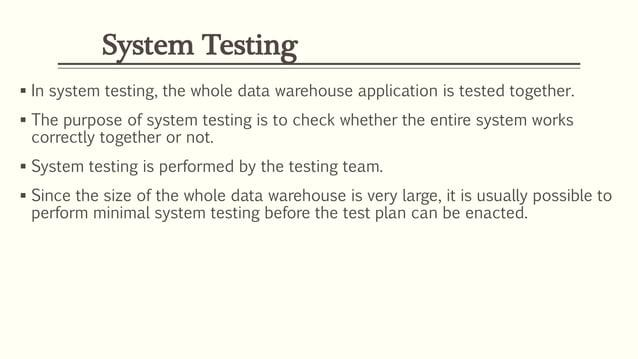 System Testing
▪ In system testing, the whole data warehouse application is tested together.
▪ The purpose of system testing is to check whether the entire system works
correctly together or not.
▪ System testing is performed by the testing team.
▪ Since the size of the whole data warehouse is very large, it is usually possible to
perform minimal system testing before the test plan can be enacted.